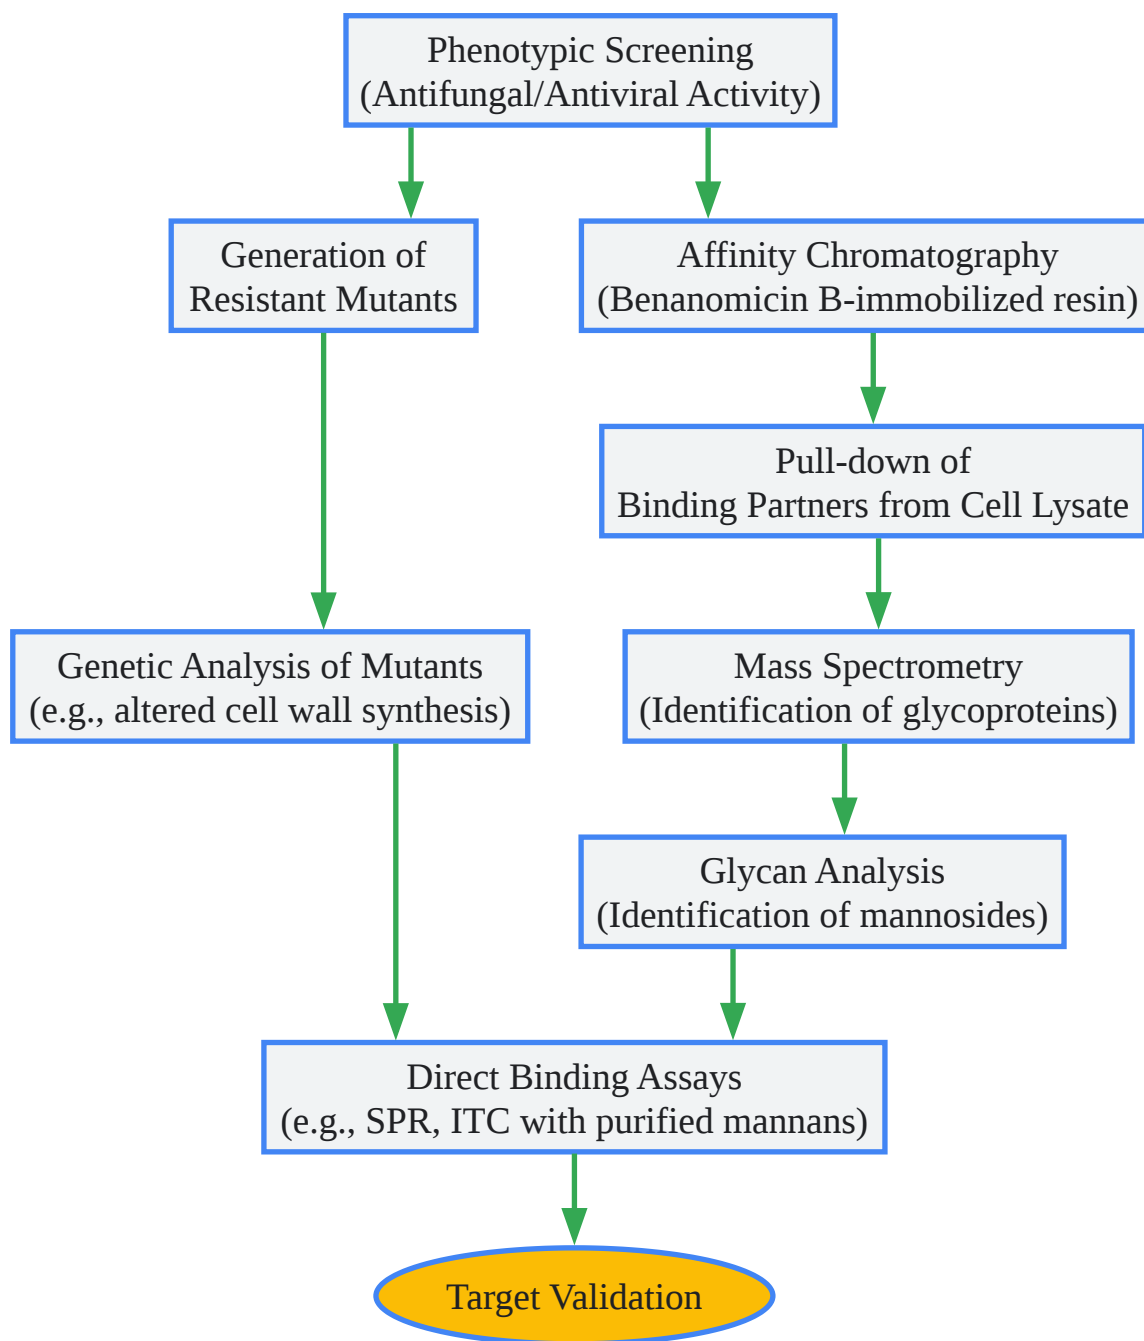 Phenotypic Screening
(Antifungal/Antiviral Activity)
Generation of
Resistant Mutants
Affinity Chromatography
(Benanomicin B-immobilized resin)
Pull-down of
Binding Partners from Cell Lysate
Genetic Analysis of Mutants
(e.g., altered cell wall synthesis)
Mass Spectrometry
(Identification of glycoproteins)
Glycan Analysis
(Identification of mannosides)
Direct Binding Assays
(e.g., SPR, ITC with purified mannans)
Target Validation